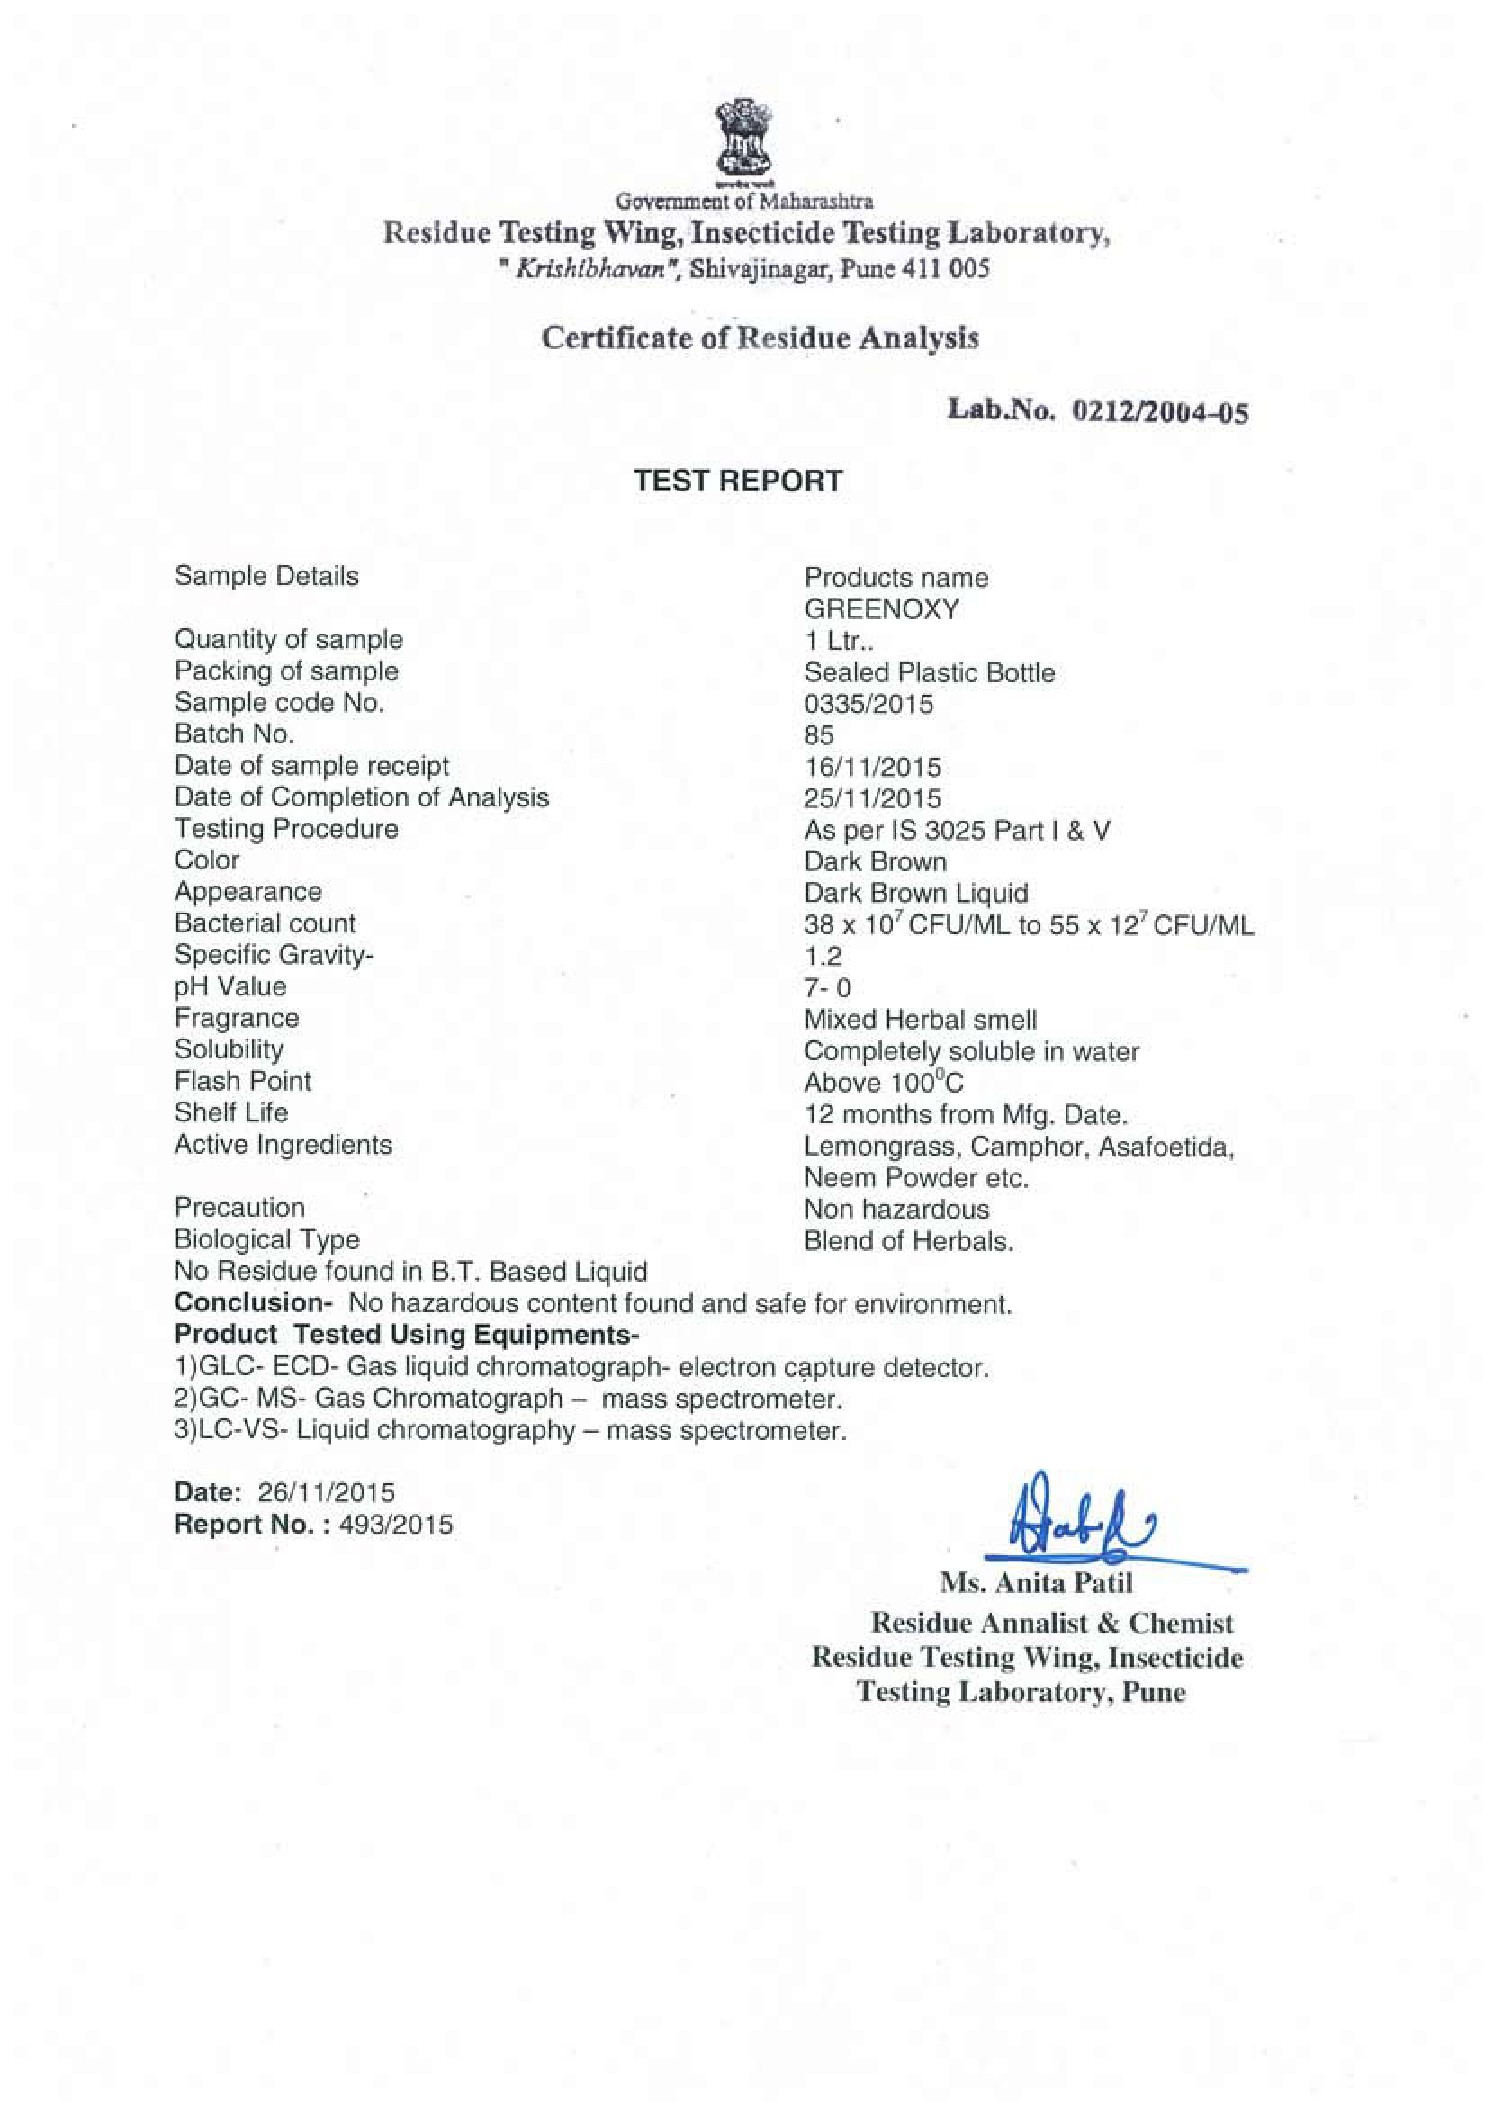 Government of Maharashtra
Residue Testing Wing, Insecticide Testing Laboratory,
" Krishibhavan", Shivajinagar, Pune 411 005
Certificate of Residue Analysis
Lab.No. 0212/2004-05
TEST REPORT
Sample Details Products name
GREENOXY
Quantity of sample 1 Ltr..
Packing of sample Sealed Plastic Bottle
Sample code No. 0335/2015
Batch No. 85
Date of sample receipt 16/11/2015
Date of Completion of Analysis 25/11/2015
Testing Procedure As per IS 3025 Part I & V
Color Dark Brown
Appearance Dark Brown Liquid
Bacterial count 38 x 10⁷ CFU/ML to 55 x 12⁷ CFU/ML
Specific Gravity- 1.2
pH Value 7- 0
Fragrance Mixed Herbal smell
Solubility Completely soluble in water
Flash Point Above 100⁰C
Shelf Life 12 months from Mfg. Date.
Active Ingredients Lemongrass, Camphor, Asafoetida,
Neem Powder etc.
Precaution Non hazardous
Biological Type Blend of Herbals.
No Residue found in B.T. Based Liquid
Conclusion- No hazardous content found and safe for environment.
Product Tested Using Equipments-
1)GLC- ECD- Gas liquid chromatograph- electron capture detector.
2)GC- MS- Gas Chromatograph – mass spectrometer.
3)LC-VS- Liquid chromatography – mass spectrometer.
Date: 26/11/2015
Report No. : 493/2015
Ms. Anita Patil
Residue Annalist & Chemist
Residue Testing Wing, Insecticide
Testing Laboratory, Pune